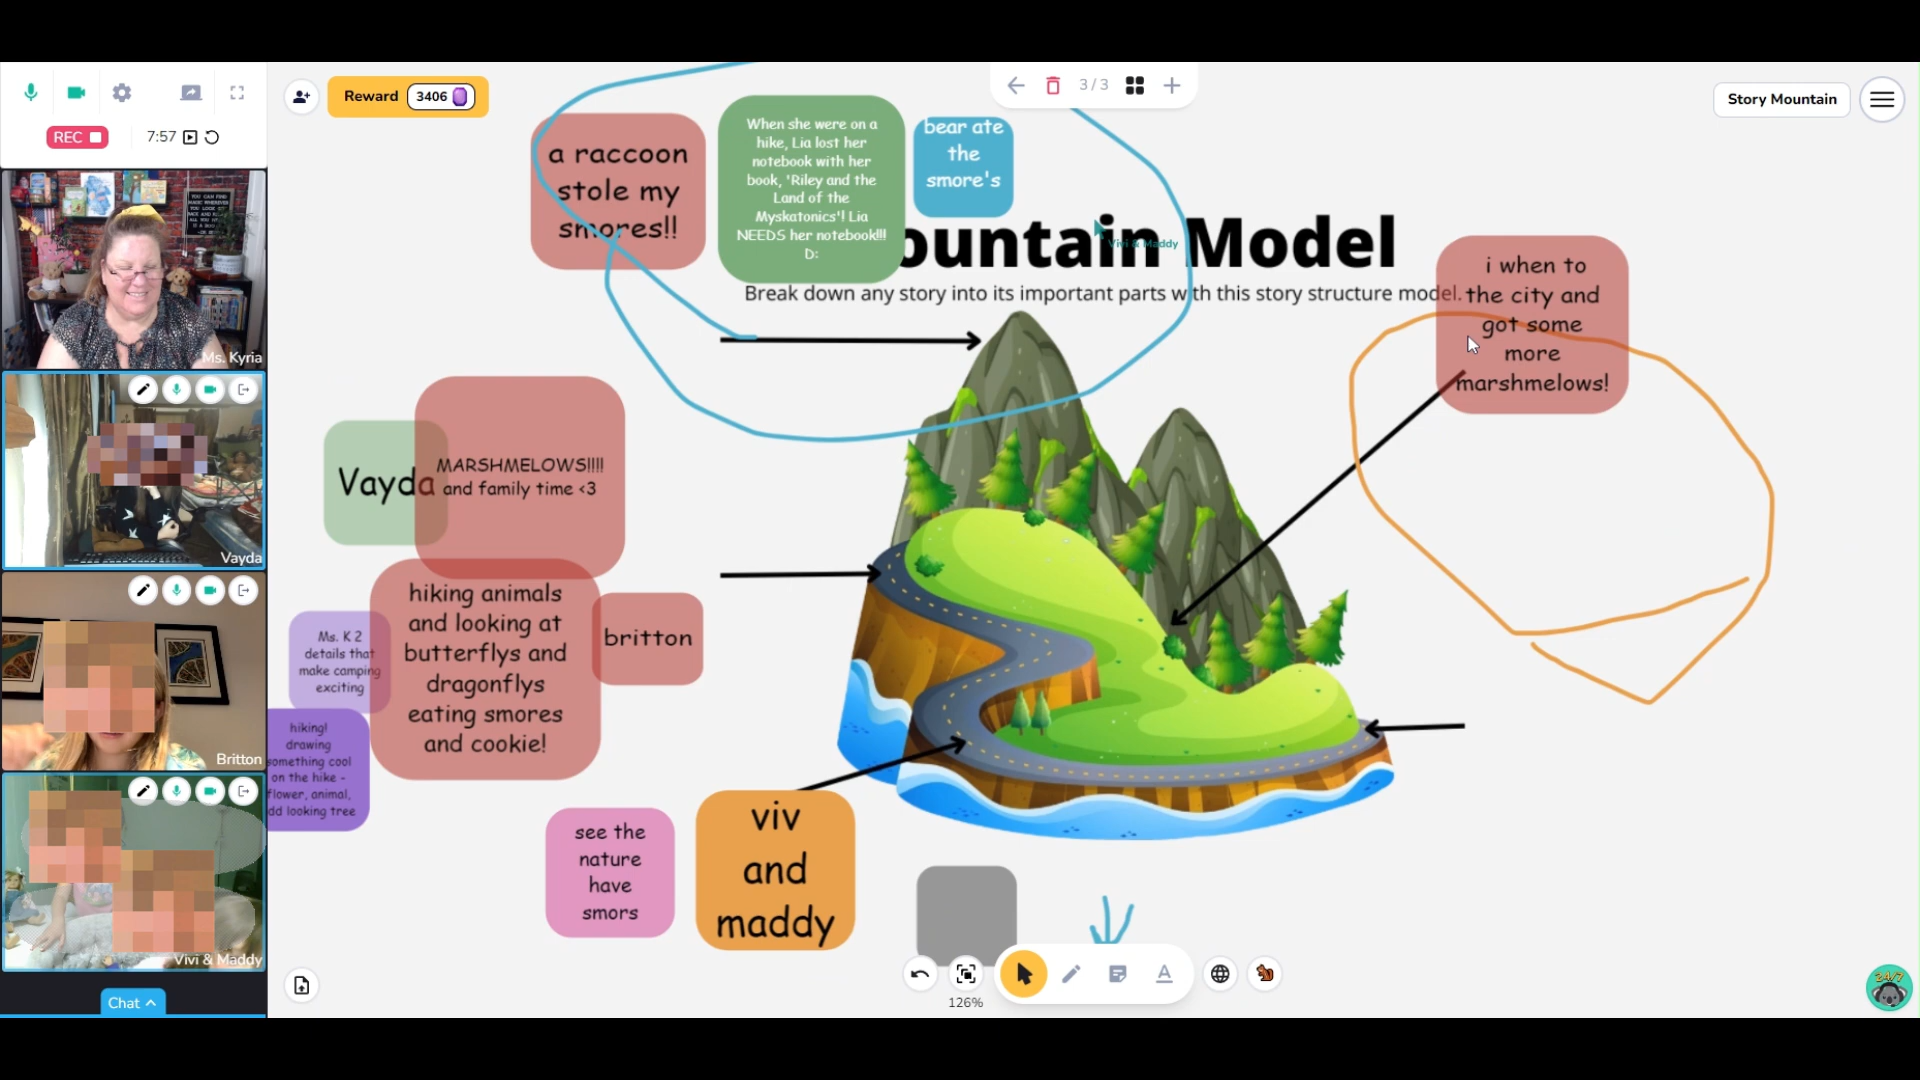 REC
7:57
Ms. Kyria
Vayda
Britton
Vivi & Maddy
Chat
Reward
3406
3 / 3
Story Mountain
a raccoon
stole my
smores!!
When she were on a
hike, Lia lost her
notebook with her
book, 'Riley and the
Land of the
Myskatonics'! Lia
NEEDS her notebook!!!
D:
bear ate
the
smore's
ountain Model
Vivi & Maddy
Break down any story into its important parts with this story structure model.
i when to
the city and
got some
more
marshmelows!
Vayda
MARSHMELOWS!!!!
and family time <3
hiking animals
and looking at
butterflys and
dragonflys
eating smores
and cookie!
britton
Ms. K 2
details that
make camping
exciting
hiking!
drawing
something cool
on the hike -
flower, animal,
dd looking tree
see the
nature
have
smors
viv
and
maddy
126%
24/7